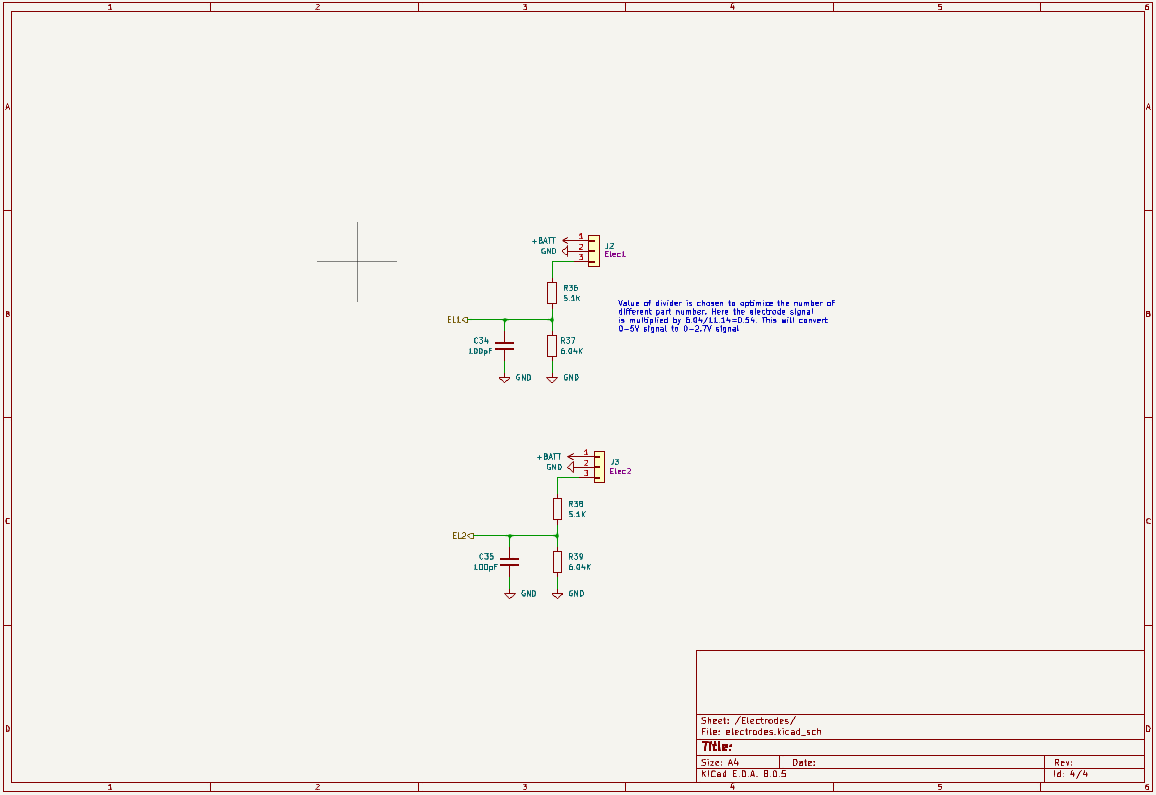 1 2 3 4 5 6
A A
+BATT 1
GND 2
3
J2
Elec1
R36
5.1K
Value of divider is chosen to optimize the number of
different part number. Here the electrode signal
is multiplied by 6.04/11.14=0.54. This will convert
0-5V signal to 0-2.7V signal
B B
EL1
C34
100pF
R37
6.04K
GND GND
+BATT 1
GND 2
3
J3
Elec2
R38
5.1K
C C
EL2
C35
100pF
R39
6.04K
GND GND
Sheet: /Electrodes/
File: electrodes.kicad_sch
D D
Title:
Size: A4 Date: Rev:
KiCad E.D.A. 8.0.5 Id: 4/4
1 2 3 4 5 6